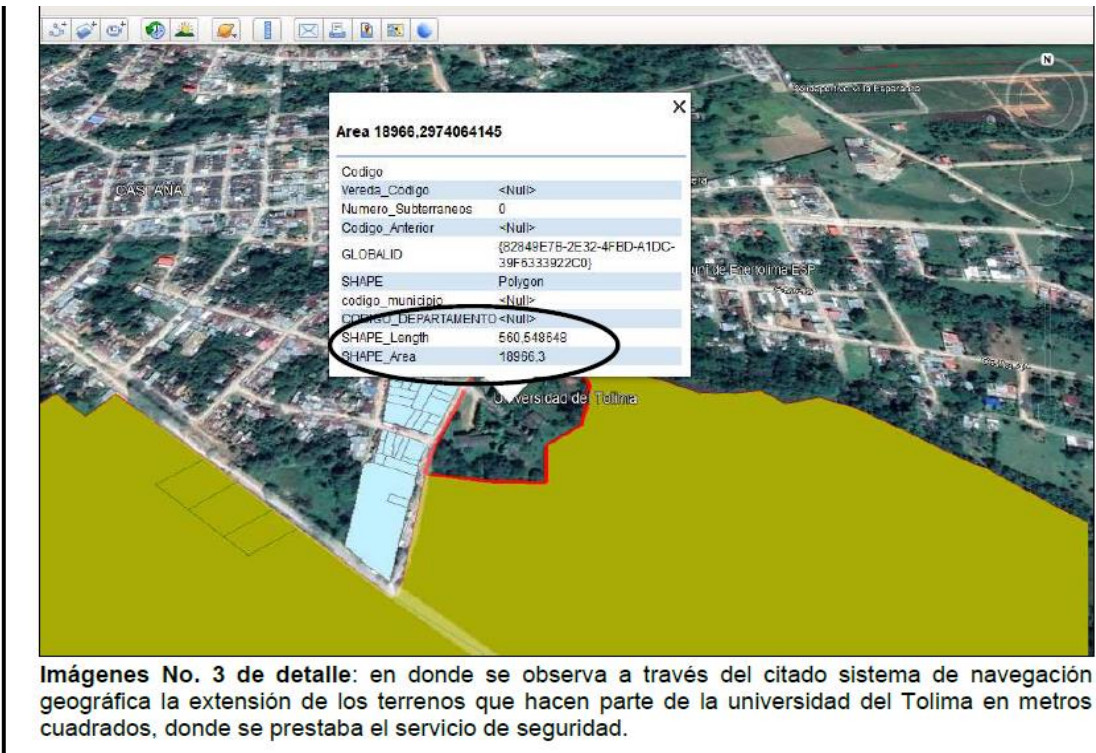 N
Polideportivo Villa Esperanza
CASTAÑAL
Area 18966,2974064145
Codigo
Vereda_Codigo <Null>
Numero_Subterraneos 0
Codigo_Anterior <Null>
GLOBALID {82849E7B-2E32-4FBD-A1DC-
39F6333922C0}
SHAPE Polygon
codigo_municipio <Null>
CODIGO_DEPARTAMENTO <Null>
SHAPE_Length 560,548648
SHAPE_Area 18966,3
Universidad del Tolima
Imágenes No. 3 de detalle: en donde se observa a través del citado sistema de navegación
geográfica la extensión de los terrenos que hacen parte de la universidad del Tolima en metros
cuadrados, donde se prestaba el servicio de seguridad.